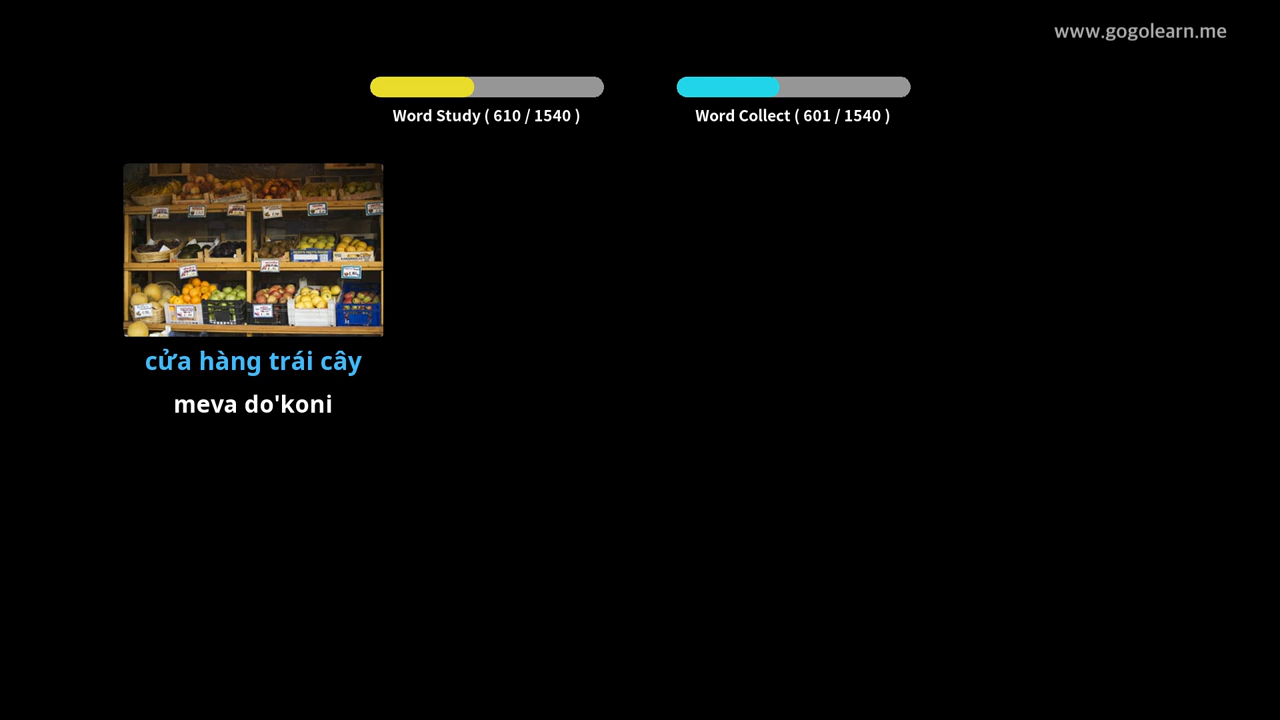 www.gogolearn.me
Word Study ( 610 / 1540 )
Word Collect ( 601 / 1540 )
cửa hàng trái cây
meva do'koni